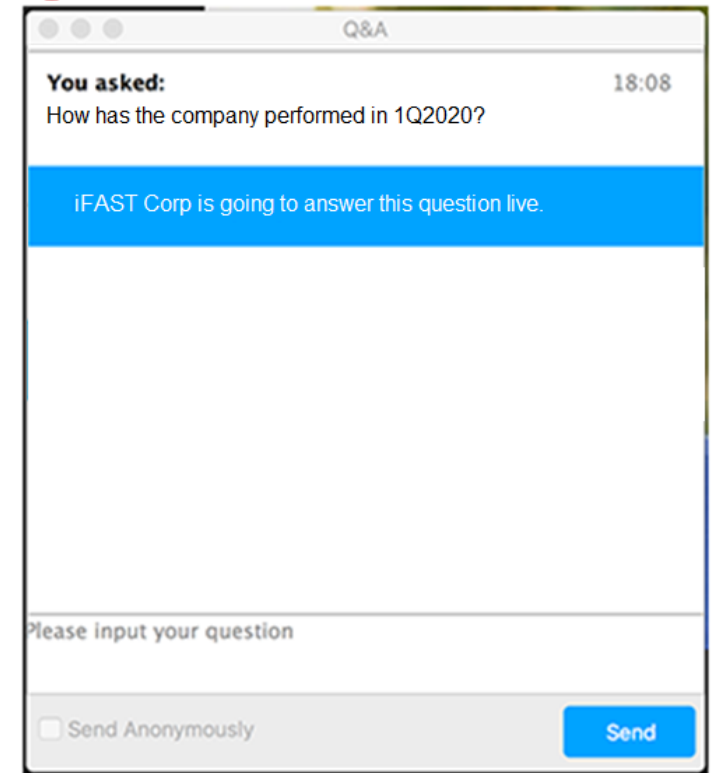 Q&A
You asked:
18:08
How has the company performed in 1Q2020?
iFAST Corp is going to answer this question live.
Please input your question
Send Anonymously
Send